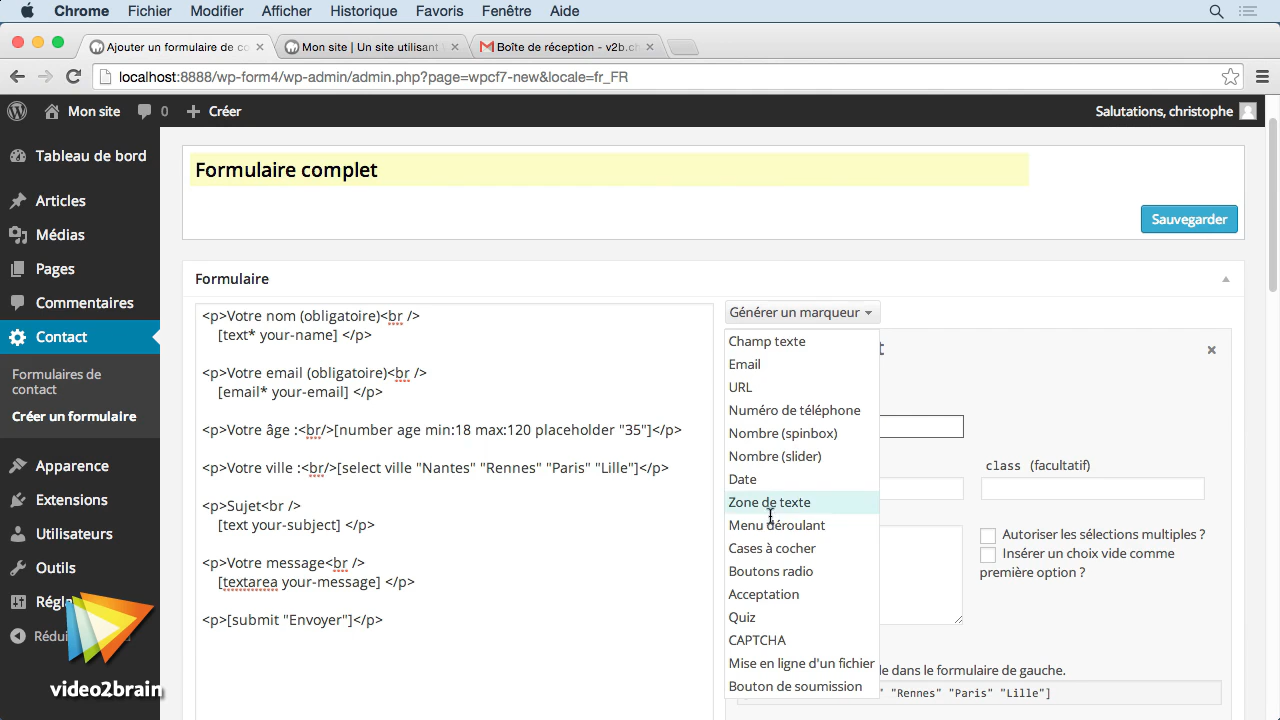 Chrome Fichier Modifier Afficher Historique Favoris Fenêtre Aide
Ajouter un formulaire de co
Mon site | Un site utilisant
Boîte de réception - v2b.ch
localhost:8888/wp-form4/wp-admin/admin.php?page=wpcf7-new&locale=fr_FR
Mon site 0 Créer
Salutations, christophe
Tableau de bord
Articles
Médias
Pages
Commentaires
Contact
Formulaires de
contact
Créer un formulaire
Apparence
Extensions
Utilisateurs
Outils
Régla
Rédui
video2brain
Formulaire complet
Sauvegarder
Formulaire
<p>Votre nom (obligatoire)<br />
[text* your-name] </p>
<p>Votre email (obligatoire)<br />
[email* your-email] </p>
<p>Votre âge :<br/>[number age min:18 max:120 placeholder "35"]</p>
<p>Votre ville :<br/>[select ville "Nantes" "Rennes" "Paris" "Lille"]</p>
<p>Sujet<br />
[text your-subject] </p>
<p>Votre message<br />
[textarea your-message] </p>
<p>[submit "Envoyer"]</p>
Générer un marqueur
Champ texte
Email
URL
Numéro de téléphone
Nombre (spinbox)
Nombre (slider)
Date
Zone de texte
Menu déroulant
Cases à cocher
Boutons radio
Acceptation
Quiz
CAPTCHA
Mise en ligne d'un fichier
Bouton de soumission
class (facultatif)
Autoriser les sélections multiples ?
Insérer un choix vide comme
première option ?
dans le formulaire de gauche.
" "Rennes" "Paris" "Lille"]